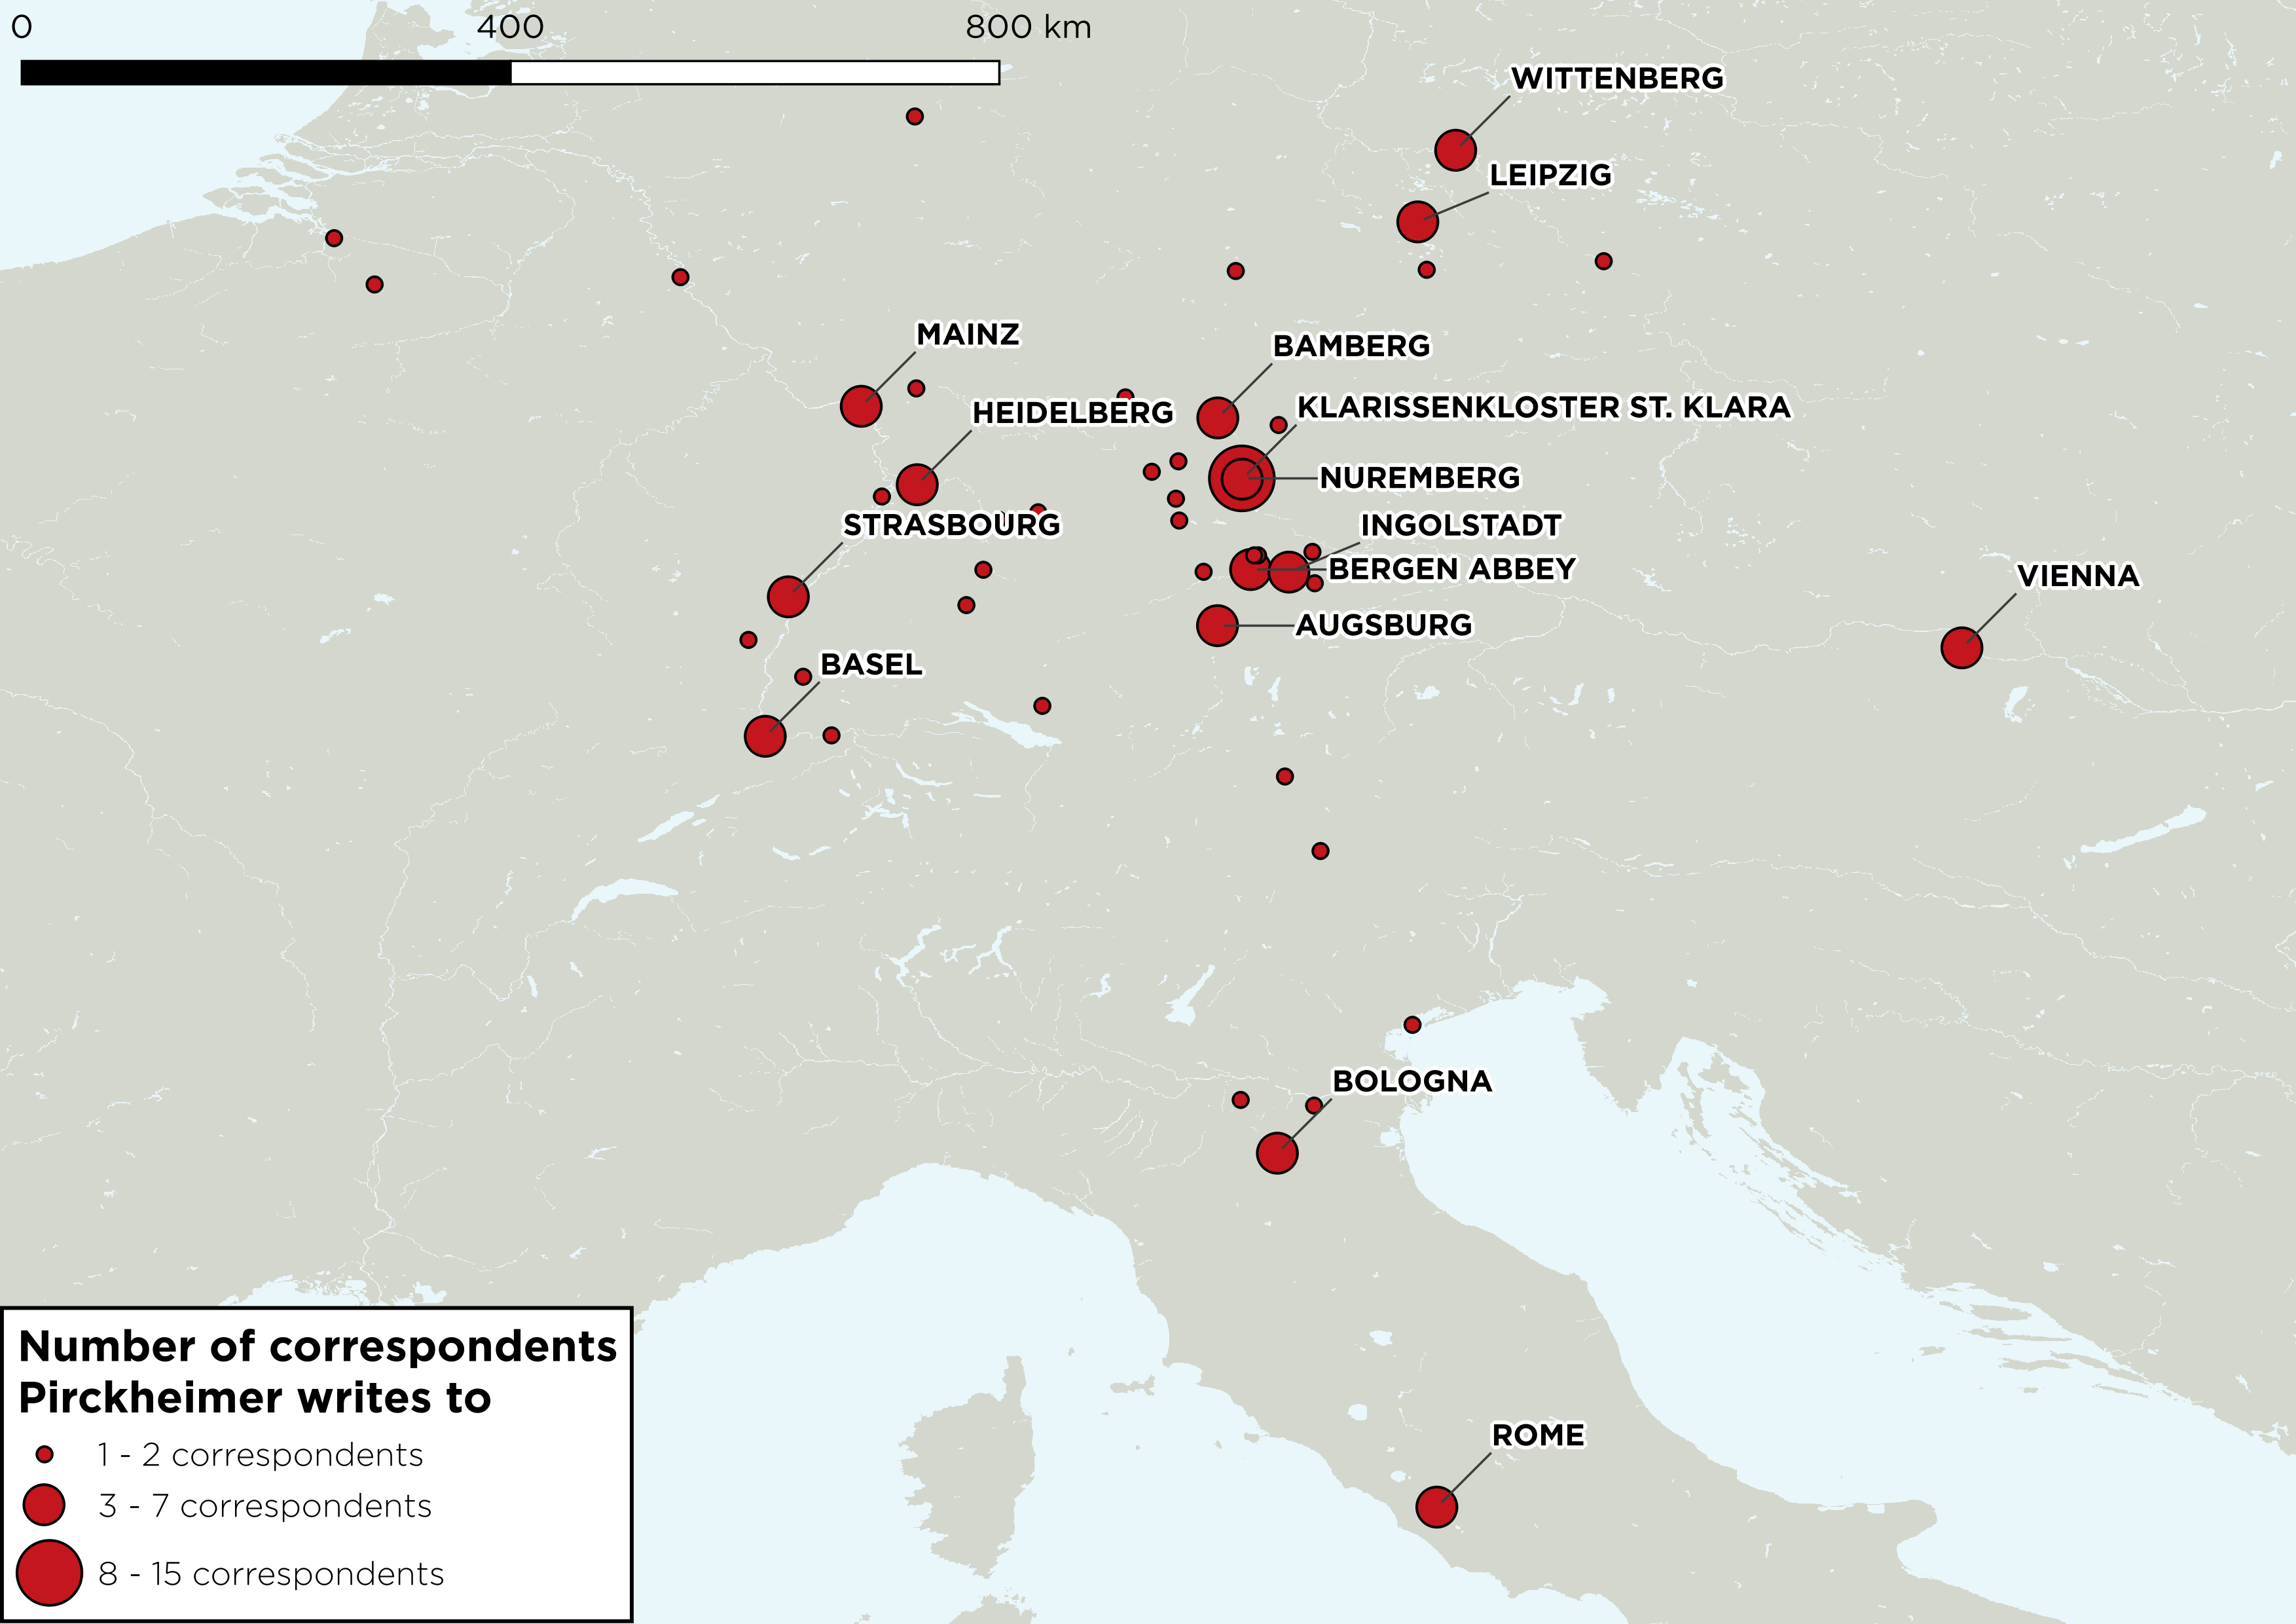 0 400 800 km
WITTENBERG
LEIPZIG
MAINZ
BAMBERG
HEIDELBERG
KLARISSENKLOSTER ST. KLARA
NUREMBERG
STRASBOURG
INGOLSTADT
BERGEN ABBEY
VIENNA
AUGSBURG
BASEL
BOLOGNA
ROME
Number of correspondents
Pirckheimer writes to
1 - 2 correspondents
3 - 7 correspondents
8 - 15 correspondents